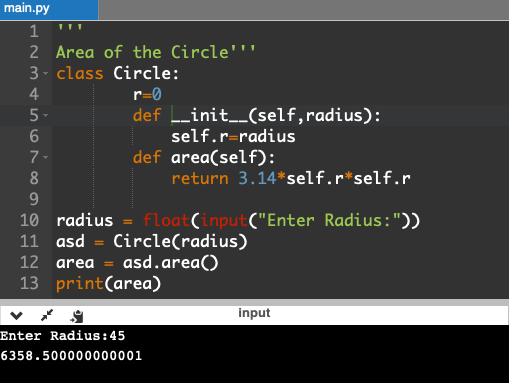 main.py
1 '''
2 Area of the Circle'''
3 class Circle:
4         r=0
5         def __init__(self,radius):
6             self.r=radius
7         def area(self):
8             return 3.14*self.r*self.r
9
10 radius = float(input("Enter Radius:"))
11 asd = Circle(radius)
12 area = asd.area()
13 print(area)
input
Enter Radius:45
6358.500000000001